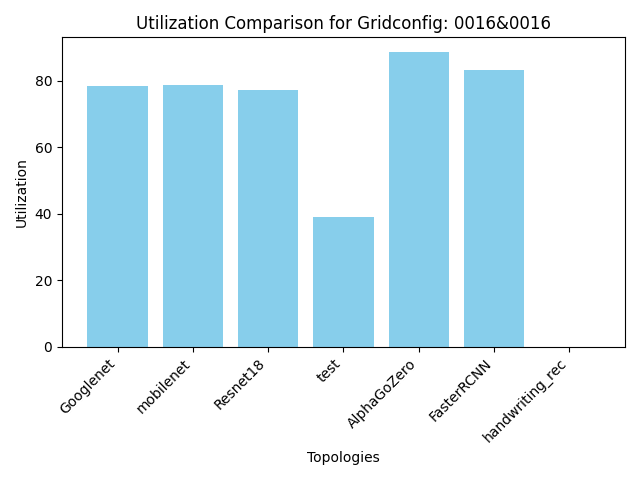 Utilization Comparison for Gridconfig: 0016&0016
Utilization
80
60
40
20
0
Googlenet
mobilenet
Resnet18
test
AlphaGoZero
FasterRCNN
handwriting_rec
Topologies